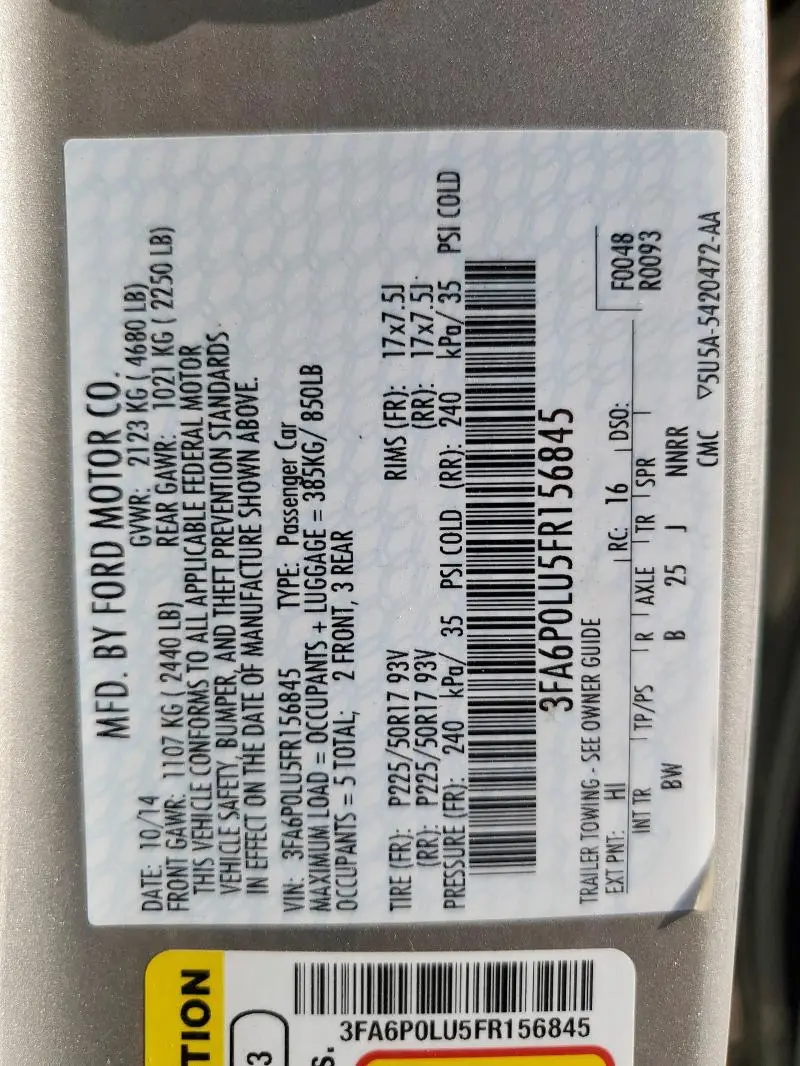 MFD. BY FORD MOTOR CO.
DATE: 10/14 GVWR: 2123 KG ( 4680 LB)
FRONT GAWR: 1107 KG ( 2440 LB) REAR GAWR: 1021 KG ( 2250 LB)
THIS VEHICLE CONFORMS TO ALL APPLICABLE FEDERAL MOTOR
VEHICLE SAFETY, BUMPER, AND THEFT PREVENTION STANDARDS
IN EFFECT ON THE DATE OF MANUFACTURE SHOWN ABOVE.
VIN: 3FA6P0LU5FR156845 TYPE: Passenger Car
MAXIMUM LOAD = OCCUPANTS + LUGGAGE = 385KG/ 850LB
OCCUPANTS = 5 TOTAL; 2 FRONT, 3 REAR
TIRE (FR): P225/50R17 93V RIMS (FR): 17x7.5J
(RR): P225/50R17 93V (RR): 17x7.5J
PRESSURE (FR): 240 kPa/ 35 PSI COLD (RR): 240 kPa/ 35 PSI COLD
3FA6P0LU5FR156845
TRAILER TOWING - SEE OWNER GUIDE
F0048
R0093
EXT PNT: HI RC: 16 DSO:
INT TR TP/PS R AXLE TR SPR
BW B 25 J NNRR
CMC ▽5U5A-5420472-AA
TION
3
S.
3FA6P0LU5FR156845